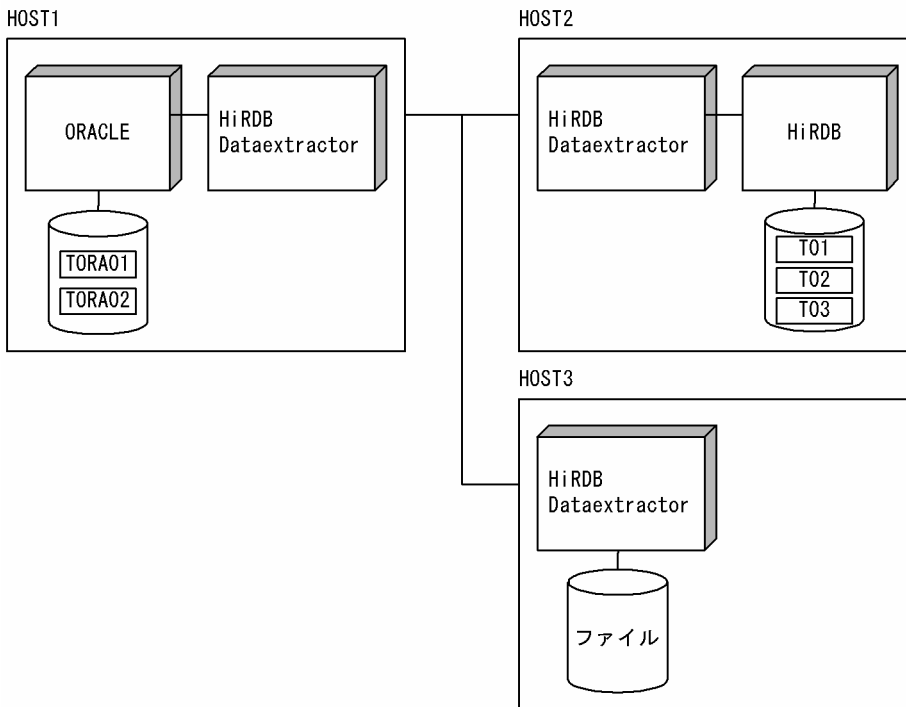 HOST1
ORACLE
HiRDB
Dataextractor
TORA01
TORA02
HOST2
HiRDB
Dataextractor
HiRDB
T01
T02
T03
HOST3
HiRDB
Dataextractor
ファイル